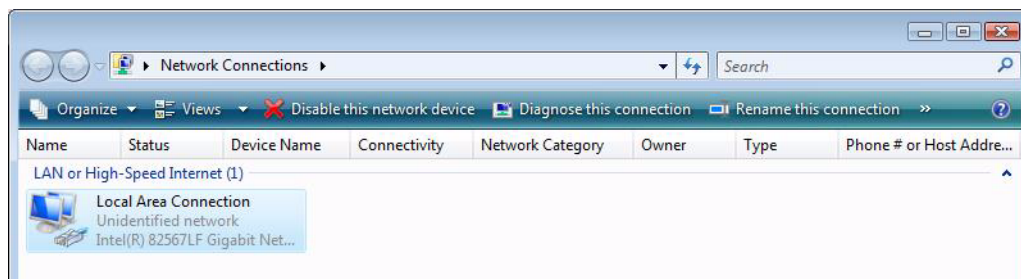 Network Connections
Search
Organize Views Disable this network device Diagnose this connection Rename this connection »
Name Status Device Name Connectivity Network Category Owner Type Phone # or Host Addre...
LAN or High-Speed Internet (1)
Local Area Connection
Unidentified network
Intel(R) 82567LF Gigabit Net...